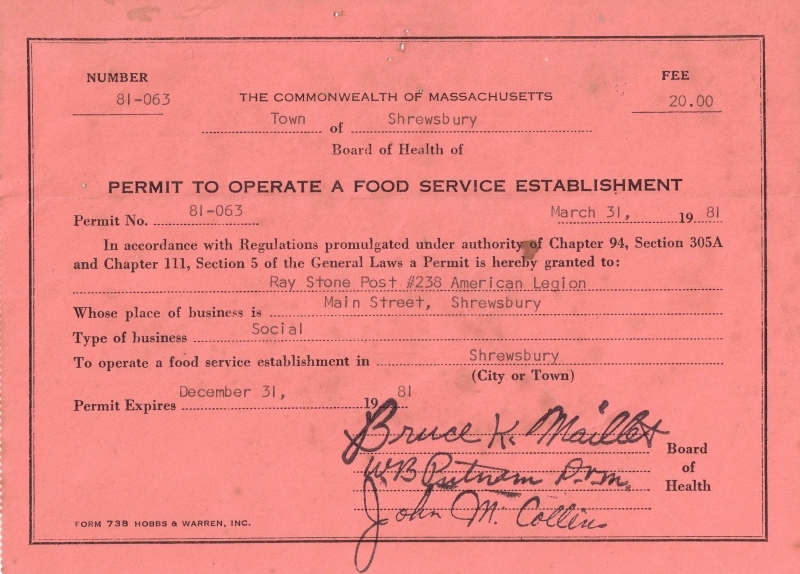 NUMBER
81-063
FEE
20.00
THE COMMONWEALTH OF MASSACHUSETTS
Town of Shrewsbury
Board of Health of
PERMIT TO OPERATE A FOOD SERVICE ESTABLISHMENT
Permit No. 81-063 March 31, 19 81
In accordance with Regulations promulgated under authority of Chapter 94, Section 305A
and Chapter 111, Section 5 of the General Laws a Permit is hereby granted to:
Ray Stone Post #238 American Legion
Whose place of business is Main Street, Shrewsbury
Type of business Social
To operate a food service establishment in Shrewsbury
(City or Town)
Permit Expires December 31, 19 81
Bruce K. Maillet
WB Putnam D.V.M.
John M. Collins
Board
of
Health
FORM 738 HOBBS & WARREN, INC.